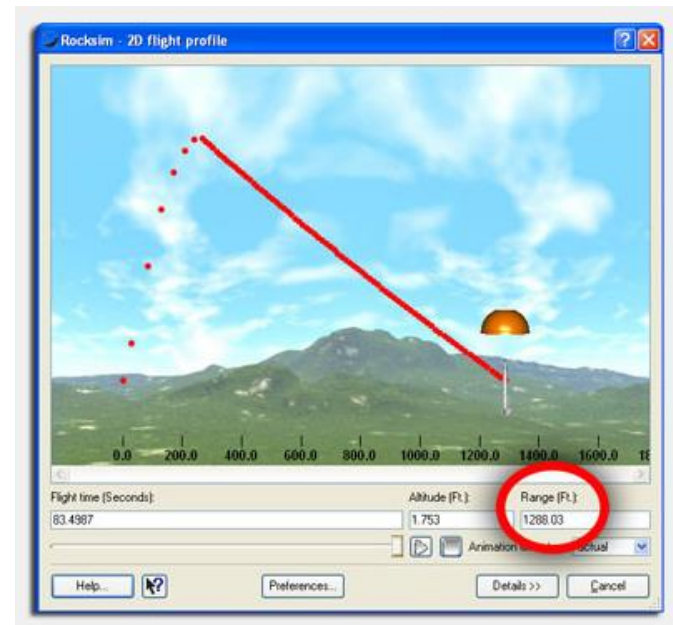 Rocksim - 2D flight profile
0.0 200.0 400.0 600.0 800.0 1000.0 1200.0 1400.0 1600.0 18
Flight time (Seconds): Altitude (Ft.): Range (Ft.):
83.4987 1.753 1288.03
Animation
Help... Preferences... Details >> Cancel